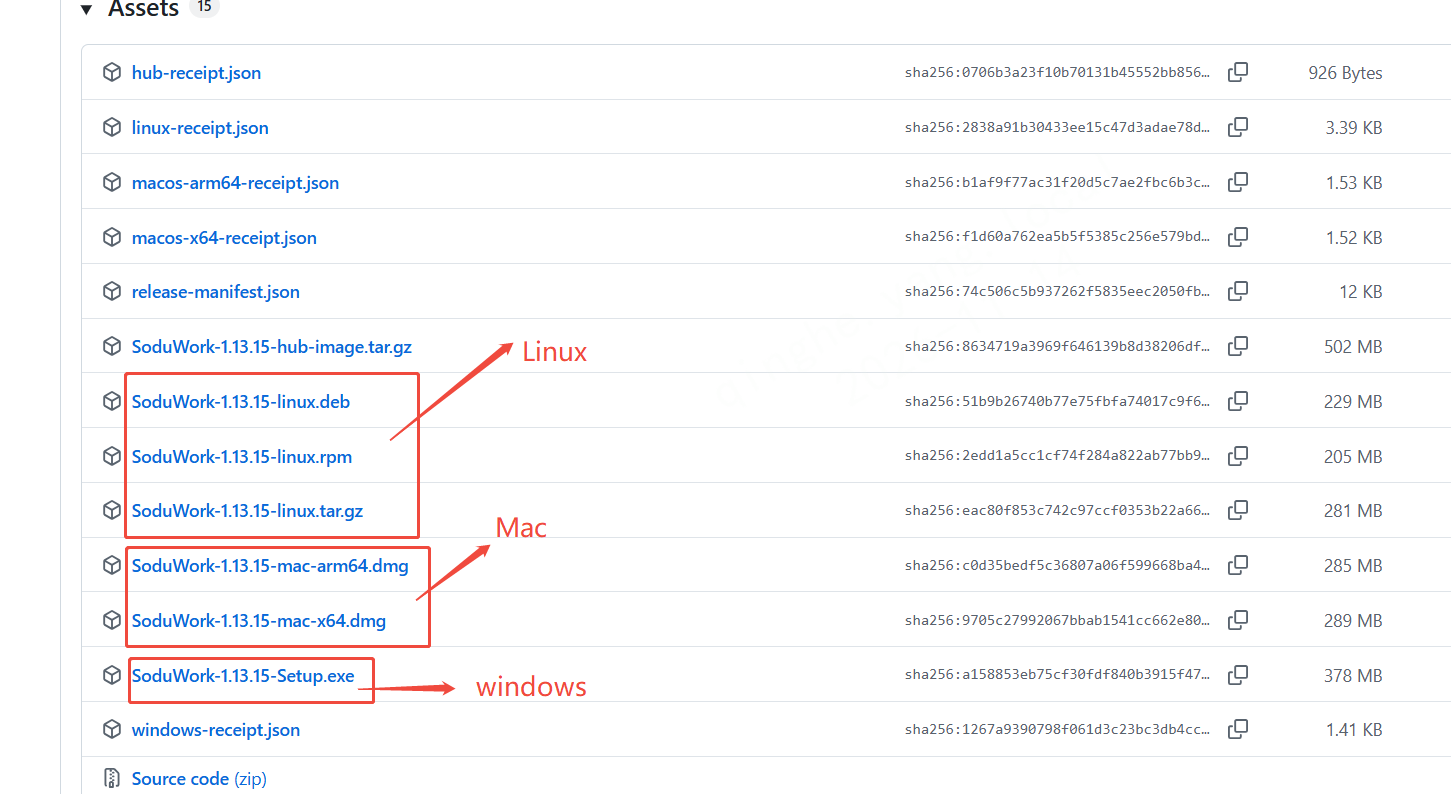 Assets 15
hub-receipt.json sha256:0706b3a23f10b70131b45552bb856... 926 Bytes
linux-receipt.json sha256:2838a91b30433ee15c47d3adae78d... 3.39 KB
macos-arm64-receipt.json sha256:b1af9f77ac31f20d5c7ae2fbc6b3c... 1.53 KB
macos-x64-receipt.json sha256:f1d60a762ea5b5f5385c256e579bd... 1.52 KB
release-manifest.json sha256:74c506c5b937262f5835eec2050fb... 12 KB
SoduWork-1.13.15-hub-image.tar.gz sha256:8634719a3969f646139b8d38206df... 502 MB
Linux
SoduWork-1.13.15-linux.deb sha256:51b9b26740b77e75fbfa74017c9f6... 229 MB
SoduWork-1.13.15-linux.rpm sha256:2edd1a5cc1cf74f284a822ab77bb9... 205 MB
SoduWork-1.13.15-linux.tar.gz sha256:eac80f853c742c97ccf0353b22a66... 281 MB
Mac
SoduWork-1.13.15-mac-arm64.dmg sha256:c0d35bedf5c36807a06f599668ba4... 285 MB
SoduWork-1.13.15-mac-x64.dmg sha256:9705c27992067bbab1541cc662e80... 289 MB
SoduWork-1.13.15-Setup.exe sha256:a158853eb75cf30fdf840b3915f47... 378 MB
windows
windows-receipt.json sha256:1267a9390798f061d3c23bc3db4cc... 1.41 KB
Source code (zip)